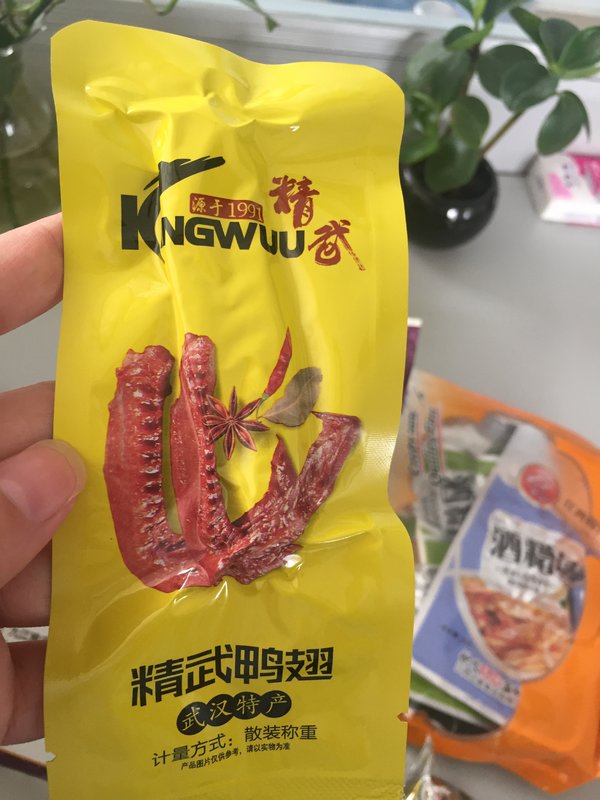 源于1991
精武
KINGWUU
精武鸭翅
武汉特产
计量方式：散装称重
产品图片仅供参考，请以实物为准
酒糟